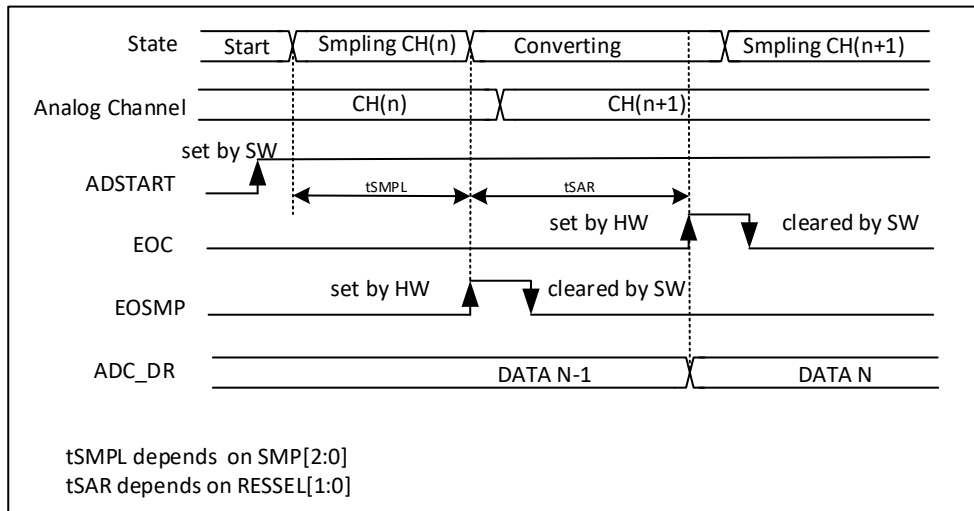 State Start Smpling CH(n) Converting Smpling CH(n+1)
Analog Channel CH(n) CH(n+1)
set by SW
ADSTART tSMPL tSAR
set by HW cleared by SW
EOC
set by HW cleared by SW
EOSMP
ADC_DR DATA N-1 DATA N
tSMPL depends on SMP[2:0]
tSAR depends on RESSEL[1:0]